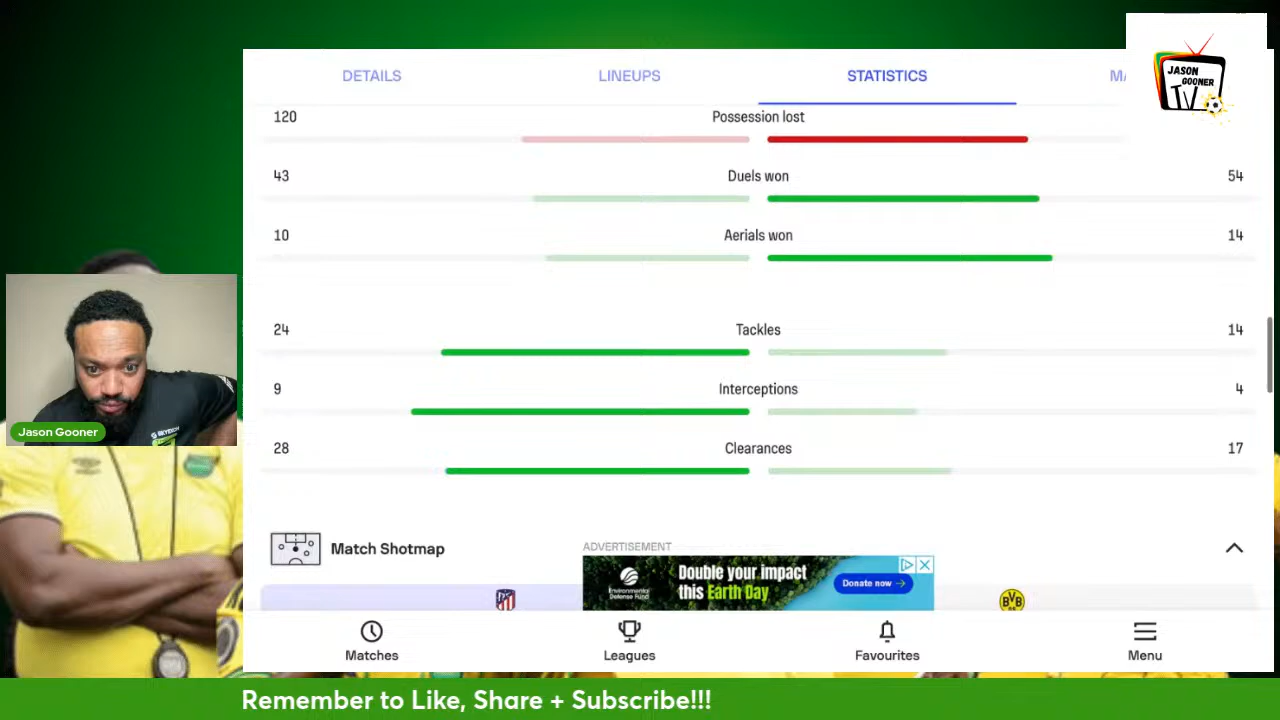 DETAILS
LINEUPS
STATISTICS
JASON
GOONER
TV
120 Possession lost
43 Duels won 54
10 Aerials won 14
24 Tackles 14
9 Interceptions 4
28 Clearances 17
Jason Gooner
Match Shotmap
ADVERTISEMENT
Double your impact
this Earth Day
Donate now →
BVB
Matches
Leagues
Favourites
Menu
Remember to Like, Share + Subscribe!!!